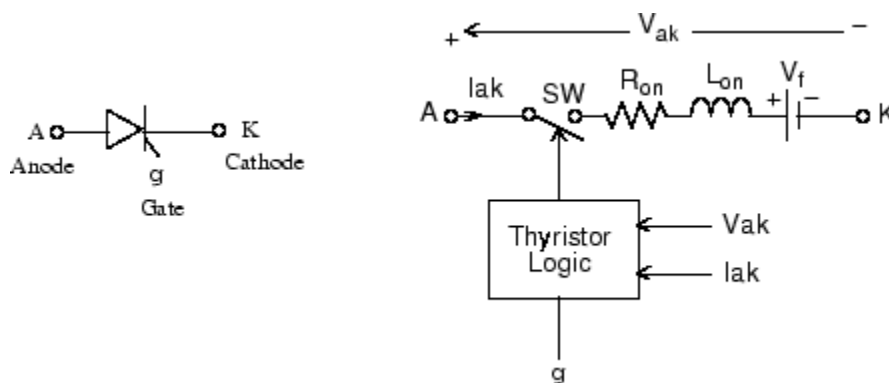 A
K
Anode
g
Cathode
Gate
+
Vak
−
Iak
SW
Ron
Lon
Vf
A
+
−
K
Thyristor
Logic
Vak
Iak
g